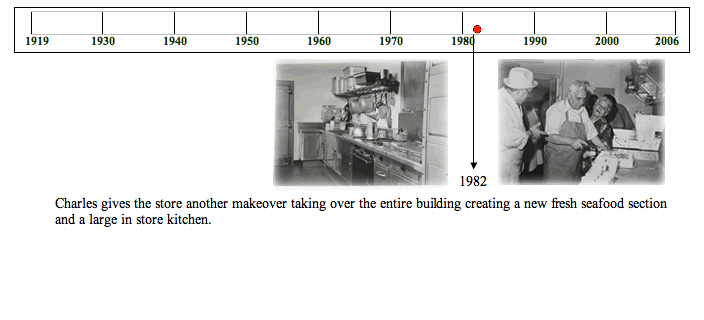 1919 1930 1940 1950 1960 1970 1980 1990 2000 2006
1982
Charles gives the store another makeover taking over the entire building creating a new fresh seafood section
and a large in store kitchen.